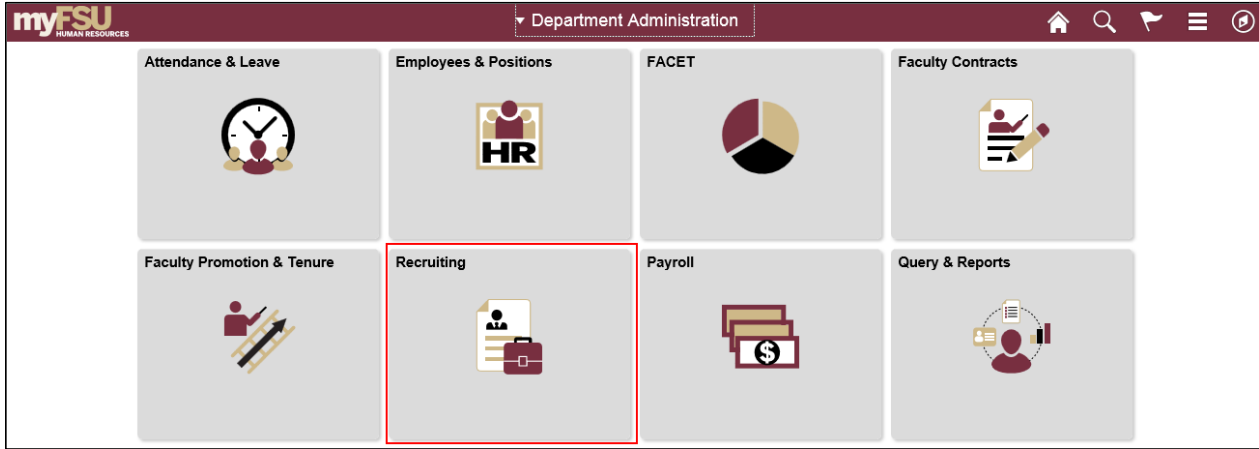 myFSU
HUMAN RESOURCES
Department Administration
Attendance & Leave
Employees & Positions
FACET
Faculty Contracts
HR
Faculty Promotion & Tenure
Recruiting
Payroll
Query & Reports
$